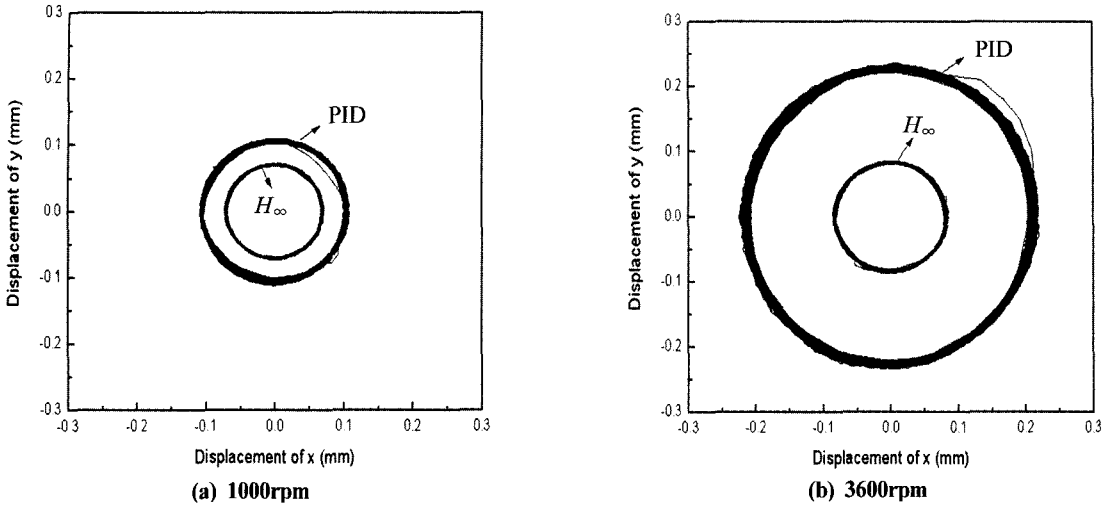 0.3
0.2
0.1
0.0
-0.1
-0.2
-0.3
Displacement of y (mm)
PID
H∞
-0.3 -0.2 -0.1 0.0 0.1 0.2 0.3
Displacement of x (mm)
(a) 1000rpm
0.3
0.2
0.1
0.0
-0.1
-0.2
-0.3
Displacement of y (mm)
PID
H∞
-0.3 -0.2 -0.1 0.0 0.1 0.2 0.3
Displacement of x (mm)
(b) 3600rpm